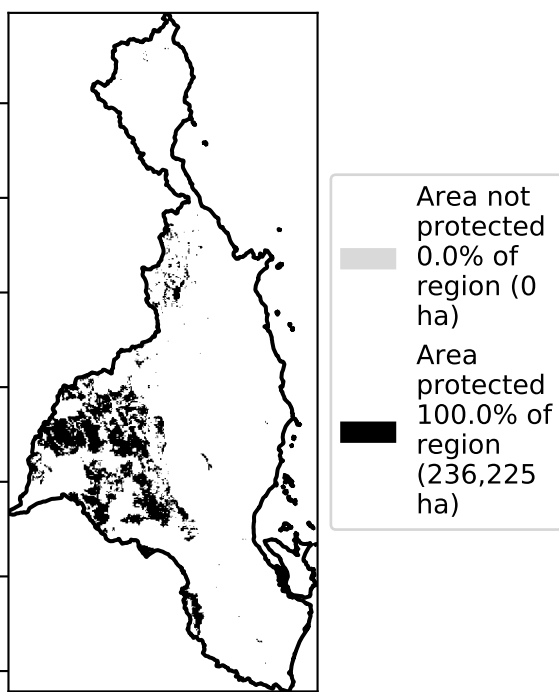 Area not
protected
0.0% of
region (0
ha)
Area
protected
100.0% of
region
(236,225
ha)